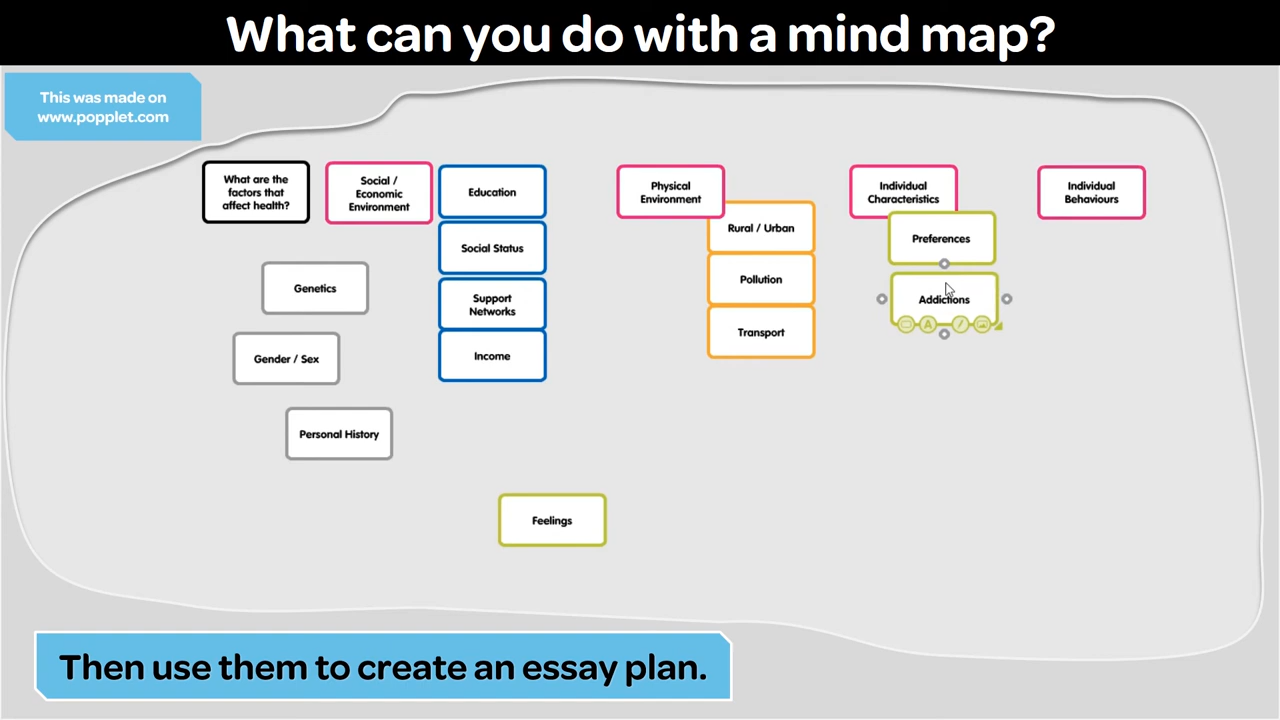 What can you do with a mind map?
This was made on
www.popplet.com
What are the
factors that
affect health?
Social /
Economic
Environment
Education
Physical
Environment
Individual
Characteristics
Individual
Behaviours
Social Status
Rural / Urban
Preferences
Genetics
Support
Networks
Pollution
Addictions
A
Gender / Sex
Income
Transport
Personal History
Feelings
Then use them to create an essay plan.